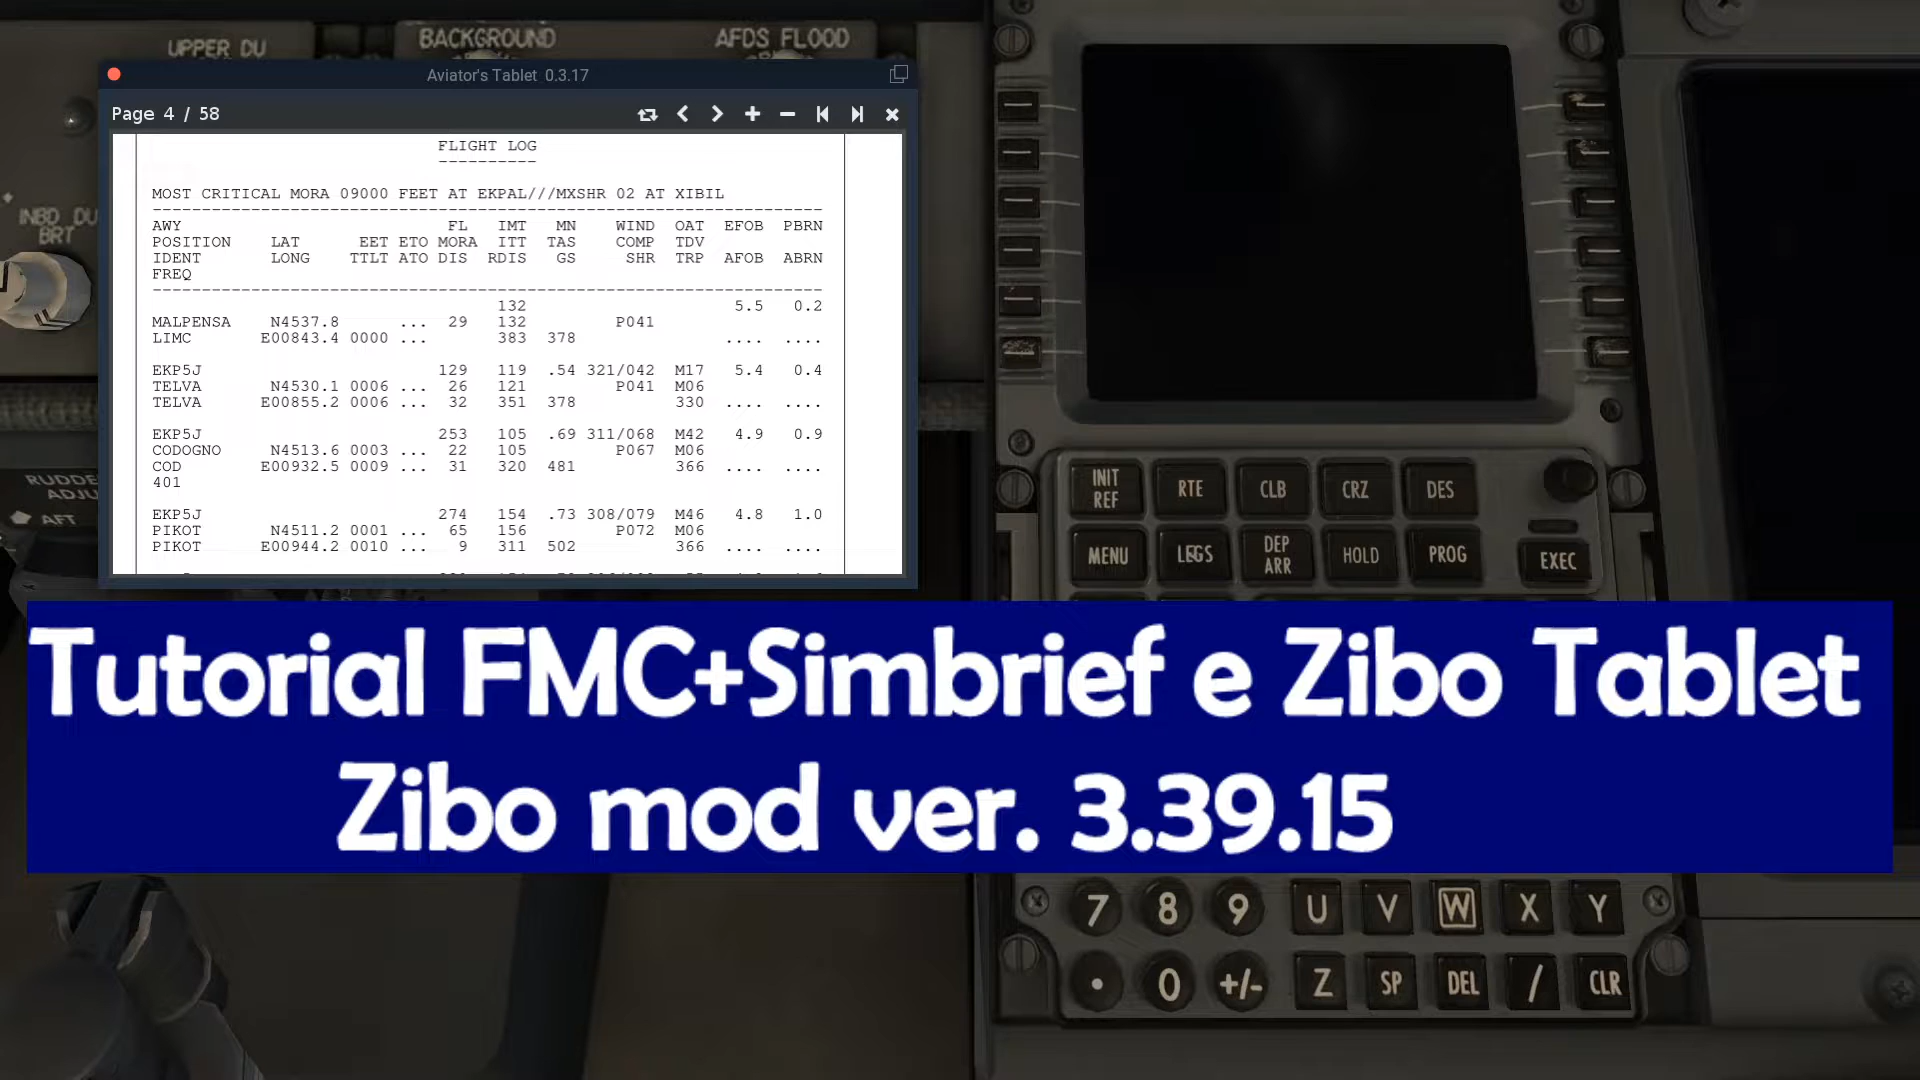 UPPER DU
BACKGROUND
AFDS FLOOD
Aviator's Tablet 0.3.17
Page 4 / 58
FLIGHT LOG
----------
MOST CRITICAL MORA 09000 FEET AT EKPAL///MXSHR 02 AT XIBIL
AWY FL IMT MN WIND OAT EFOB PBRN
POSITION LAT EET ETO MORA ITT TAS COMP TDV
IDENT LONG TTLT ATO DIS RDIS GS SHR TRP AFOB ABRN
FREQ
132 5.5 0.2
MALPENSA N4537.8 ... 29 132 P041
LIMC E00843.4 0000 ... 383 378 .... ....
EKP5J 129 119 .54 321/042 M17 5.4 0.4
TELVA N4530.1 0006 ... 26 121 P041 M06
TELVA E00855.2 0006 ... 32 351 378 330 .... ....
EKP5J 253 105 .69 311/068 M42 4.9 0.9
CODOGNO N4513.6 0003 ... 22 105 P067 M06
COD E00932.5 0009 ... 31 320 481 366 .... ....
401
EKP5J 274 154 .73 308/079 M46 4.8 1.0
PIKOT N4511.2 0001 ... 65 156 P072 M06
PIKOT E00944.2 0010 ... 9 311 502 366 .... ....
INBD DU
BRT
RUDDE
ADJU
AFT
INIT
REF
RTE
CLB
CRZ
DES
MENU
LEGS
DEP
ARR
HOLD
PROG
EXEC
Tutorial FMC+Simbrief e Zibo Tablet
Zibo mod ver. 3.39.15
7 8 9 U V W X Y
. 0 +/- Z SP DEL / CLR